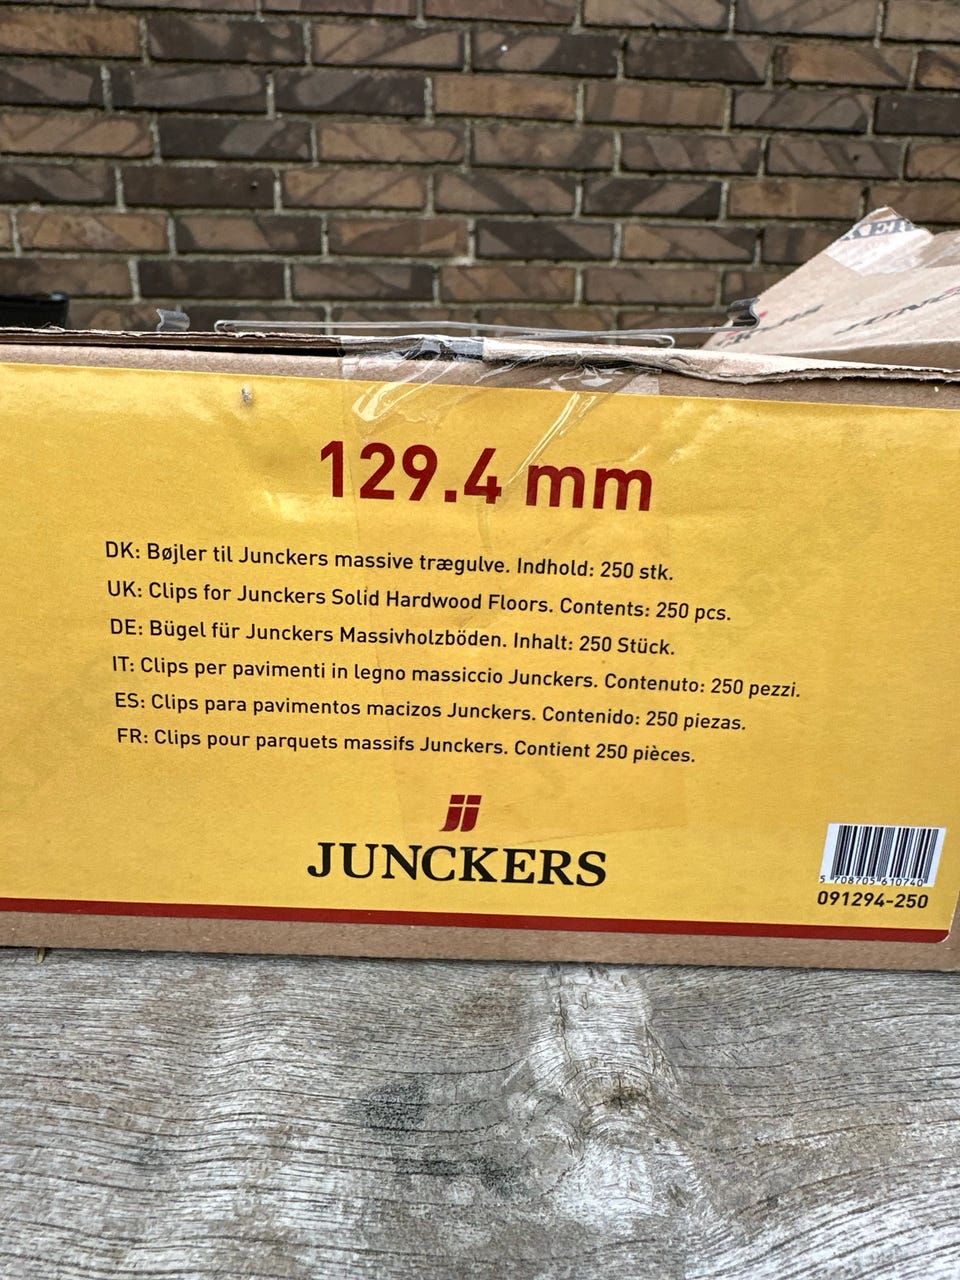 129.4 mm
DK: Bøjler til Junckers massive trægulve. Indhold: 250 stk.
UK: Clips for Junckers Solid Hardwood Floors. Contents: 250 pcs.
DE: Bügel für Junckers Massivholzböden. Inhalt: 250 Stück.
IT: Clips per pavimenti in legno massiccio Junckers. Contenuto: 250 pezzi.
ES: Clips para pavimentos macizos Junckers. Contenido: 250 piezas.
FR: Clips pour parquets massifs Junckers. Contient 250 pièces.
JUNCKERS
5 708705 610740
091294-250